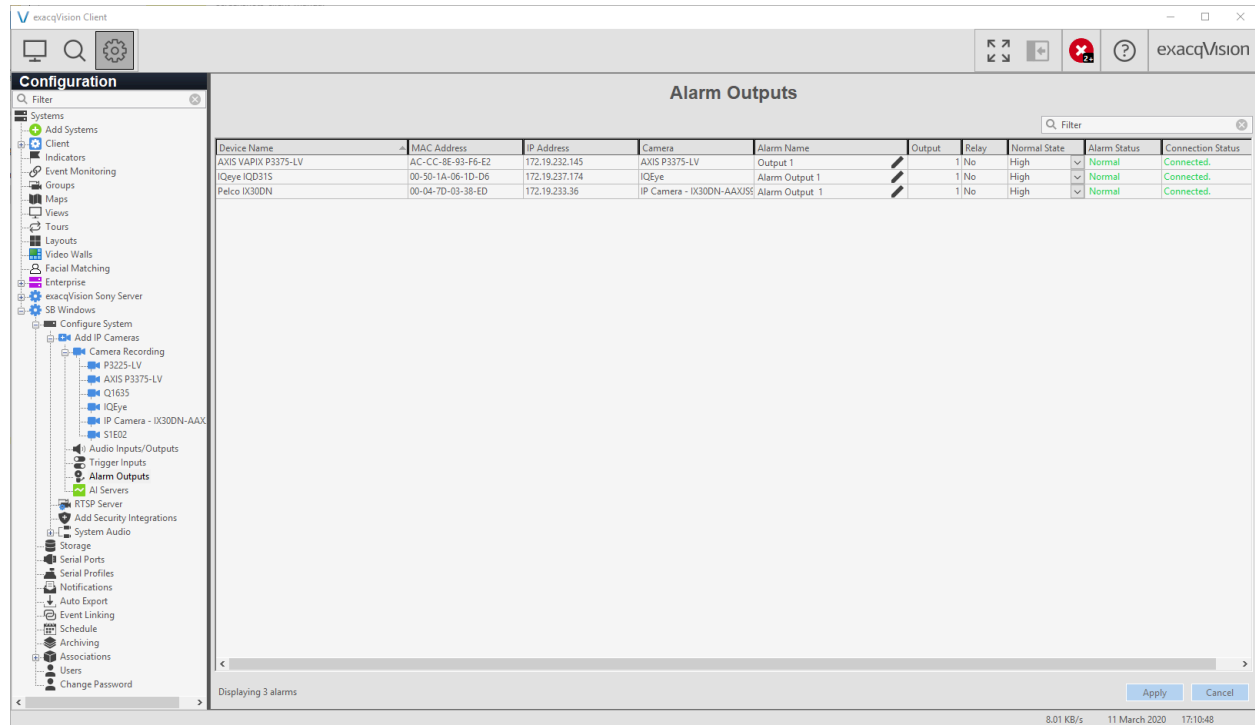 exacqVision Client
exacqVision
2+
Configuration
Filter
Systems
Add Systems
Client
Indicators
Event Monitoring
Groups
Maps
Views
Tours
Layouts
Video Walls
Facial Matching
Enterprise
exacqVision Sony Server
SB Windows
Configure System
Add IP Cameras
Camera Recording
P3225-LV
AXIS P3375-LV
Q1635
IQEye
IP Camera - IX30DN-AAX
S1E02
Audio Inputs/Outputs
Trigger Inputs
Alarm Outputs
AI Servers
RTSP Server
Add Security Integrations
System Audio
Storage
Serial Ports
Serial Profiles
Notifications
Auto Export
Event Linking
Schedule
Archiving
Associations
Users
Change Password
Alarm Outputs
Filter
Device Name MAC Address IP Address Camera Alarm Name Output Relay Normal State Alarm Status Connection Status
AXIS VAPIX P3375-LV AC-CC-8E-93-F6-E2 172.19.232.145 AXIS P3375-LV Output 1 1 No High Normal Connected.
IQeye IQD31S 00-50-1A-06-1D-D6 172.19.237.174 IQEye Alarm Output 1 1 No High Normal Connected.
Pelco IX30DN 00-04-7D-03-38-ED 172.19.233.36 IP Camera - IX30DN-AAXJS9 Alarm Output 1 1 No High Normal Connected.
Displaying 3 alarms
Apply Cancel
8.01 KB/s 11 March 2020 17:10:48